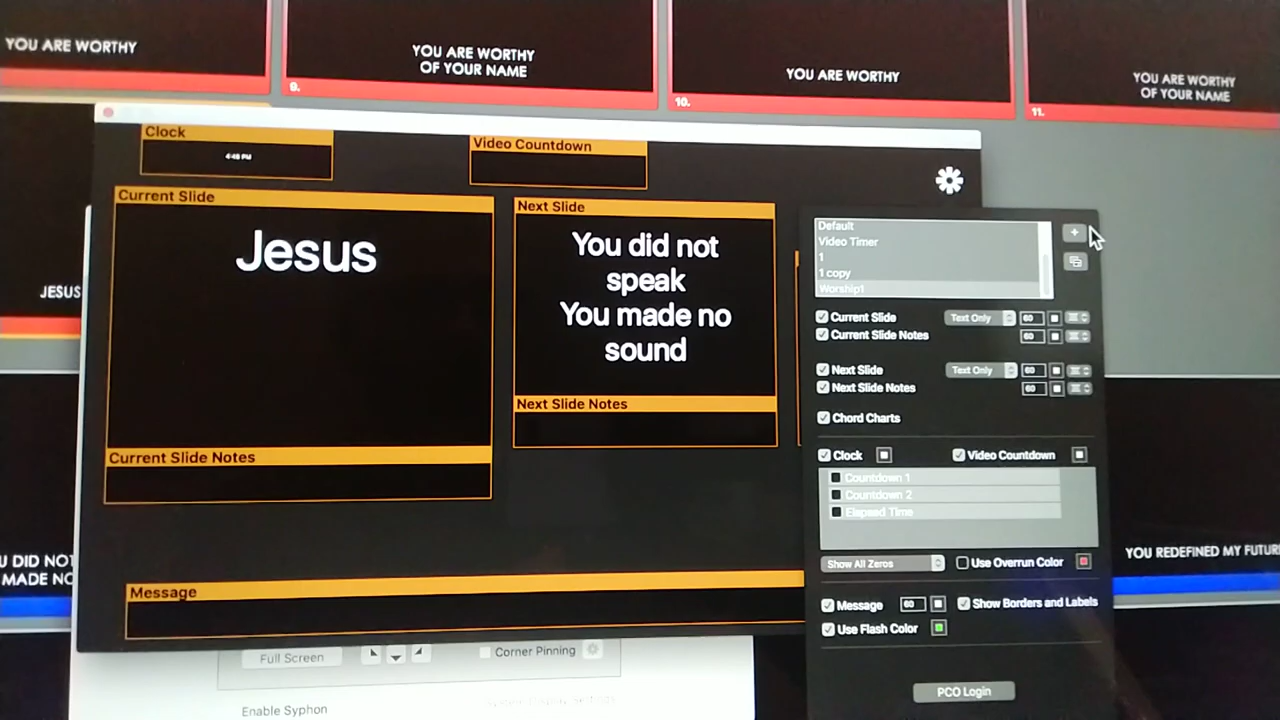 YOU ARE WORTHY
YOU ARE WORTHY
OF YOUR NAME
9.
YOU ARE WORTHY
10.
YOU ARE WORTHY
OF YOUR NAME
11.
JESUS
Clock
4:48 PM
Video Countdown
Current Slide
Jesus
Next Slide
You did not
speak
You made no
sound
Next Slide Notes
Current Slide Notes
Message
Default
Video Timer
1
1 copy
Worship1
+
Current Slide Text Only 60
Current Slide Notes 60
Next Slide Text Only 60
Next Slide Notes 60
Chord Charts
Clock Video Countdown
Countdown 1
Countdown 2
Elapsed Time
Show All Zeros Use Overrun Color
Message 60 Show Borders and Labels
Use Flash Color
PCO Login
U DID NOT
MADE NO
YOU REDEFINED MY FUTUR
Full Screen Corner Pinning
Enable Syphon System Display Settings